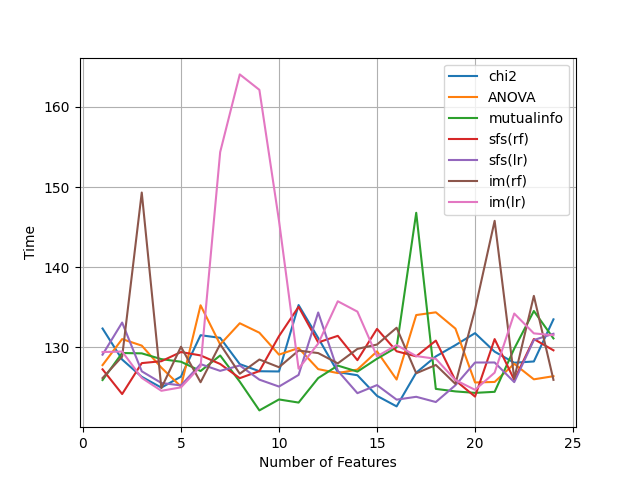 chi2
ANOVA
mutualinfo
sfs(rf)
sfs(lr)
im(rf)
im(lr)
160
150
140
130
Time
0 5 10 15 20 25
Number of Features